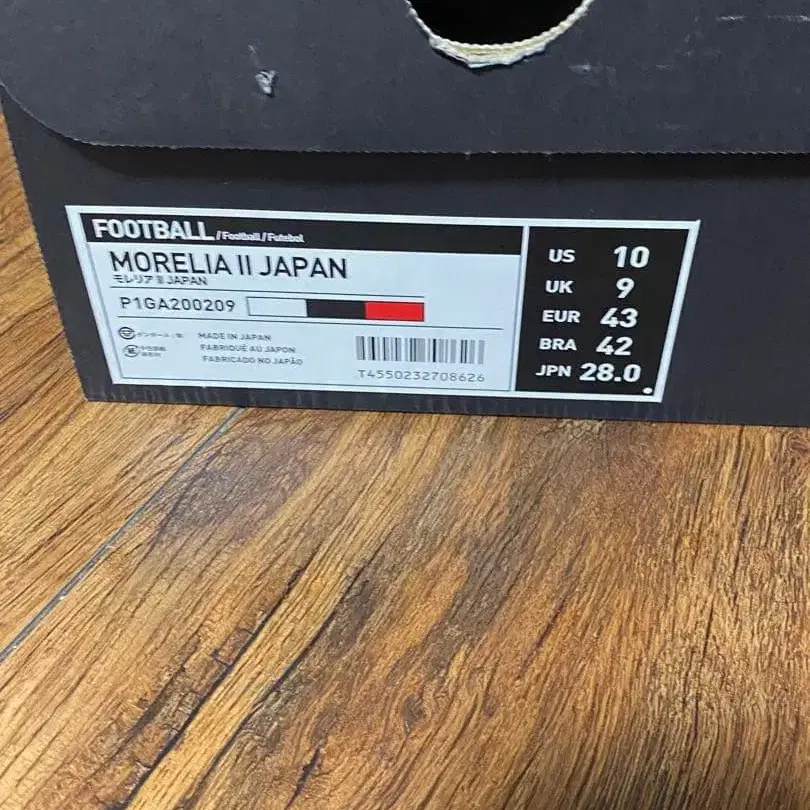 FOOTBALL / Football / Futebol
MORELIA II JAPAN
モレリア II JAPAN
P1GA200209
MADE IN JAPAN
FABRIQUÉ AU JAPON
FABRICADO NO JAPÃO
T4550232708626
US 10
UK 9
EUR 43
BRA 42
JPN 28.0